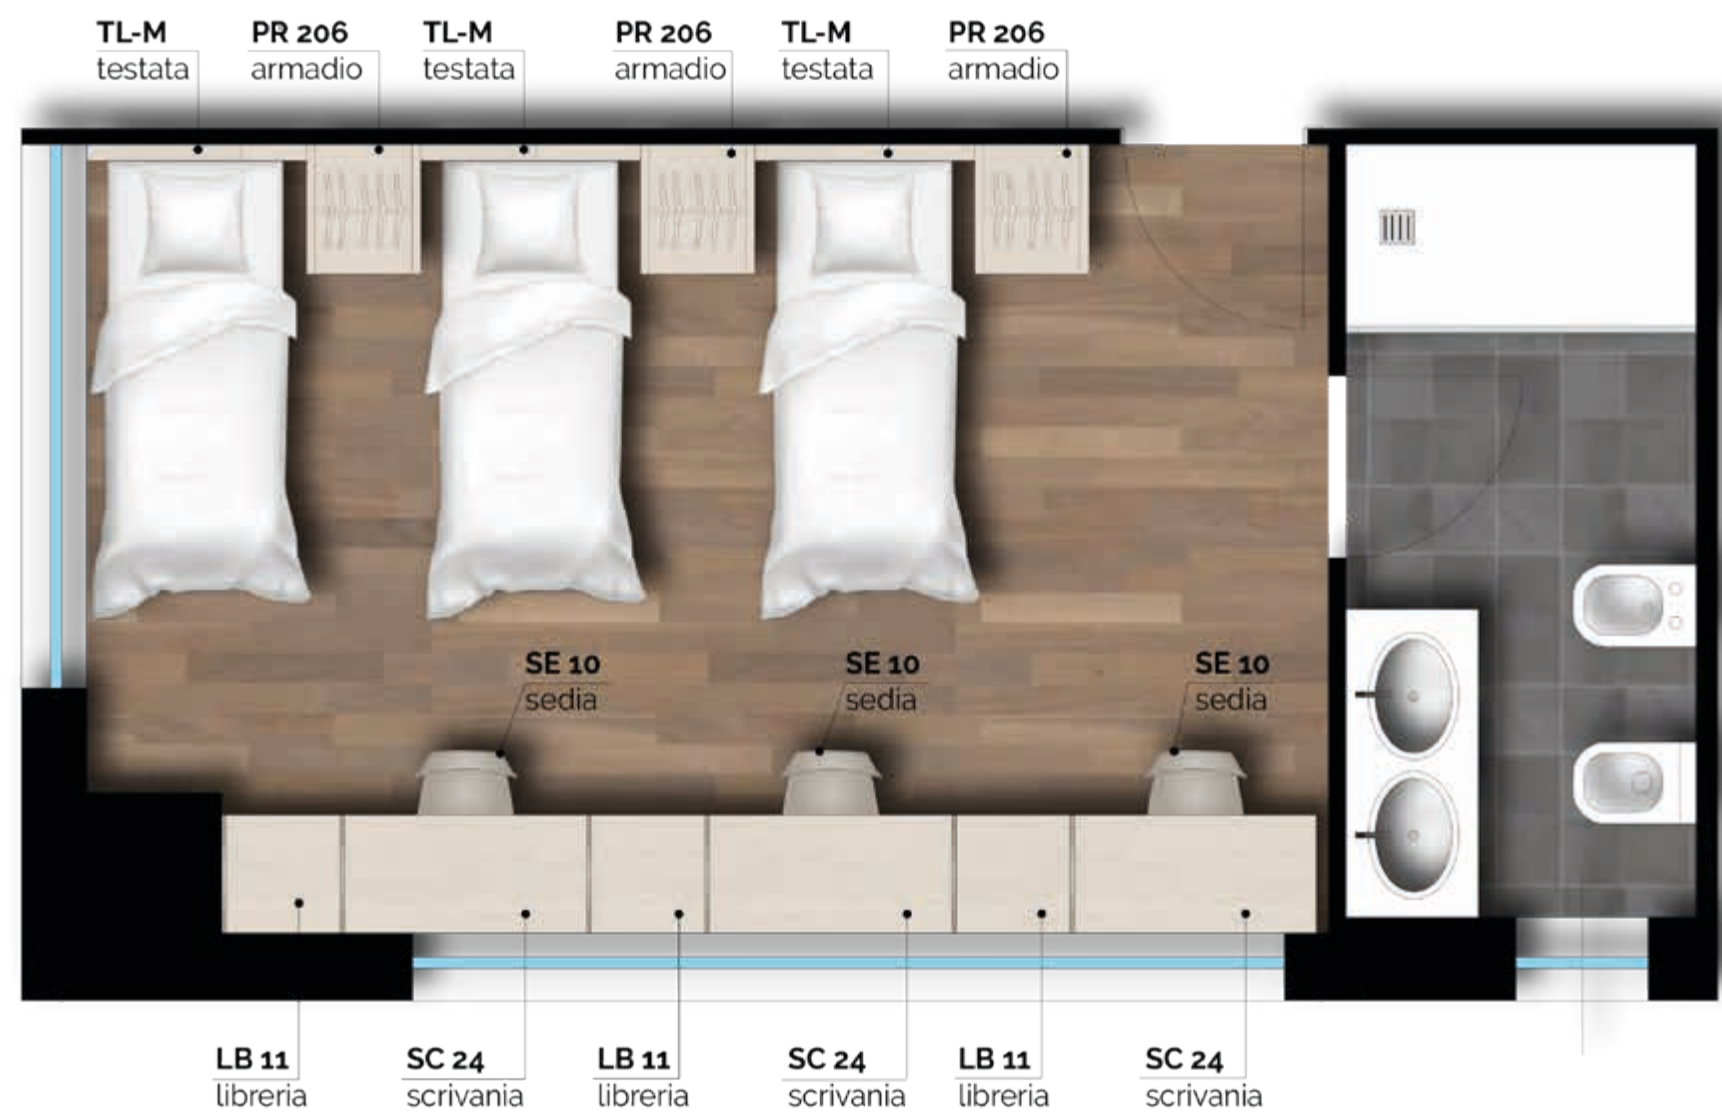 TL-M
testata
PR 206
armadio
TL-M
testata
PR 206
armadio
TL-M
testata
PR 206
armadio
SE 10
sedia
SE 10
sedia
SE 10
sedia
LB 11
libreria
SC 24
scrivania
LB 11
libreria
SC 24
scrivania
LB 11
libreria
SC 24
scrivania